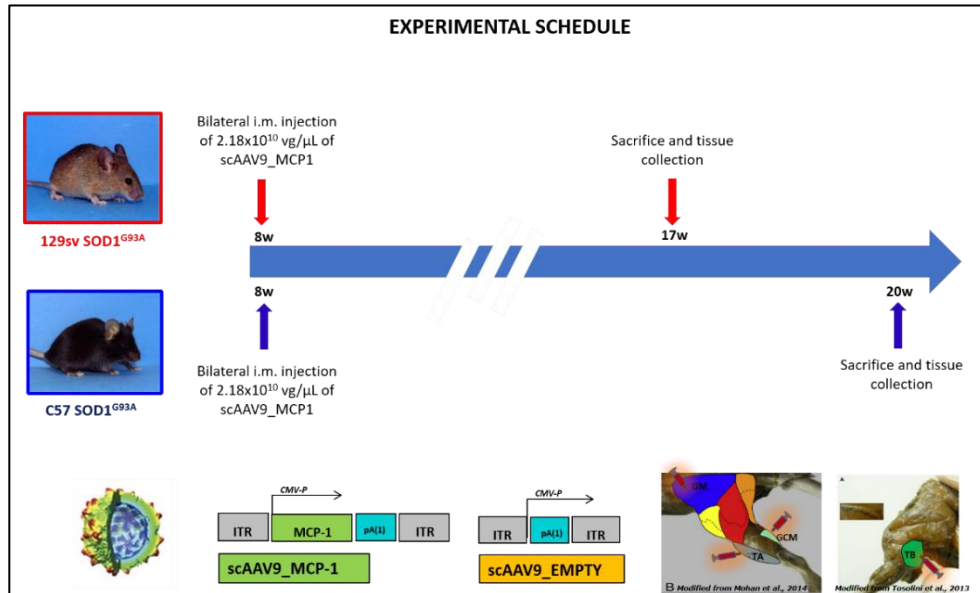 EXPERIMENTAL SCHEDULE
Bilateral i.m. injection
of 2.18x10¹⁰ vg/µL of
scAAV9_MCP1
Sacrifice and tissue
collection
129sv SOD1ᴳ⁹³ᴬ
8w
17w
8w
20w
Bilateral i.m. injection
of 2.18x10¹⁰ vg/µL of
scAAV9_MCP1
Sacrifice and tissue
collection
C57 SOD1ᴳ⁹³ᴬ
CMV-P
ITR
MCP-1
pA(1)
ITR
scAAV9_MCP-1
CMV-P
ITR
pA(1)
ITR
scAAV9_EMPTY
GM
GCM
TA
B Modified from Mohan et al., 2014
A
TB
Modified from Tosolini et al., 2013